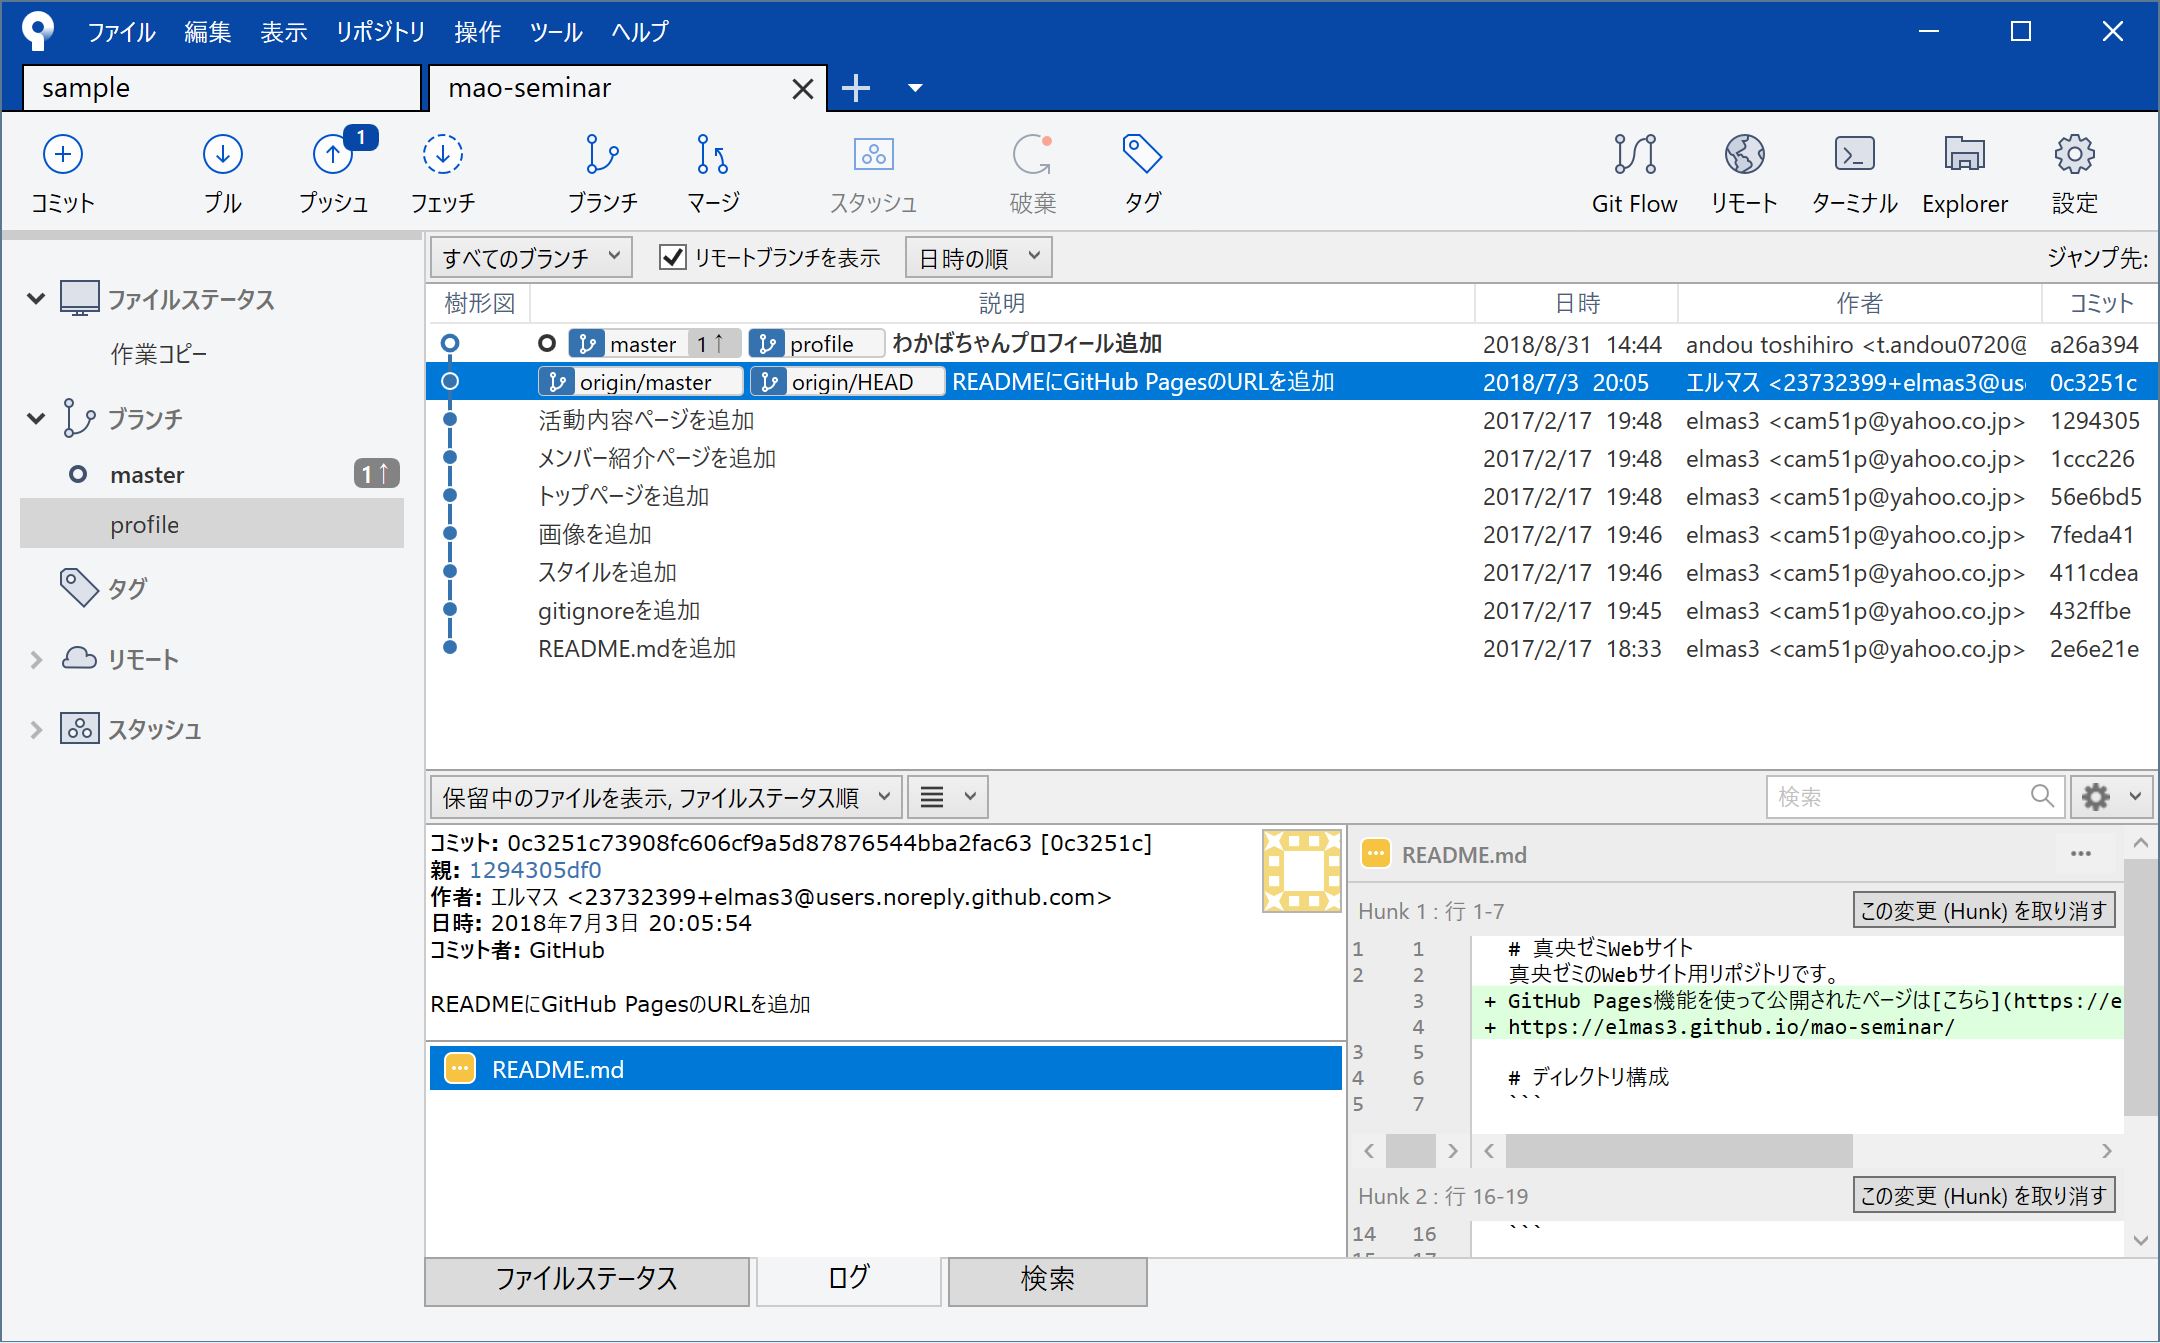 ファイル 編集 表示 リポジトリ 操作 ツール ヘルプ
sample
mao-seminar
1
コミット プル プッシュ フェッチ ブランチ マージ スタッシュ 破棄 タグ Git Flow リモート ターミナル Explorer 設定
すべてのブランチ リモートブランチを表示 日時の順 ジャンプ先:
ファイルステータス
作業コピー
ブランチ
master 1↑
profile
タグ
リモート
スタッシュ
樹形図 説明 日時 作者 コミット
master 1↑ profile わかばちゃんプロフィール追加 2018/8/31 14:44 andou toshihiro <t.andou0720@ a26a394
origin/master origin/HEAD READMEにGitHub PagesのURLを追加 2018/7/3 20:05 エルマス <23732399+elmas3@us 0c3251c
活動内容ページを追加 2017/2/17 19:48 elmas3 <cam51p@yahoo.co.jp> 1294305
メンバー紹介ページを追加 2017/2/17 19:48 elmas3 <cam51p@yahoo.co.jp> 1ccc226
トップページを追加 2017/2/17 19:48 elmas3 <cam51p@yahoo.co.jp> 56e6bd5
画像を追加 2017/2/17 19:46 elmas3 <cam51p@yahoo.co.jp> 7feda41
スタイルを追加 2017/2/17 19:46 elmas3 <cam51p@yahoo.co.jp> 411cdea
gitignoreを追加 2017/2/17 19:45 elmas3 <cam51p@yahoo.co.jp> 432ffbe
README.mdを追加 2017/2/17 18:33 elmas3 <cam51p@yahoo.co.jp> 2e6e21e
保留中のファイルを表示, ファイルステータス順 検索
コミット: 0c3251c73908fc606cf9a5d87876544bba2fac63 [0c3251c]
親: 1294305df0
作者: エルマス <23732399+elmas3@users.noreply.github.com>
日時: 2018年7月3日 20:05:54
コミット者: GitHub
READMEにGitHub PagesのURLを追加
README.md
README.md
Hunk 1 : 行 1-7 この変更 (Hunk) を取り消す
1 1 # 真央ゼミWebサイト
2 2 真央ゼミのWebサイト用リポジトリです。
3 + GitHub Pages機能を使って公開されたページは[こちら](https://e
4 + https://elmas3.github.io/mao-seminar/
3 5
4 6 # ディレクトリ構成
5 7 ```
Hunk 2 : 行 16-19 この変更 (Hunk) を取り消す
14 16 ```
ファイルステータス ログ 検索